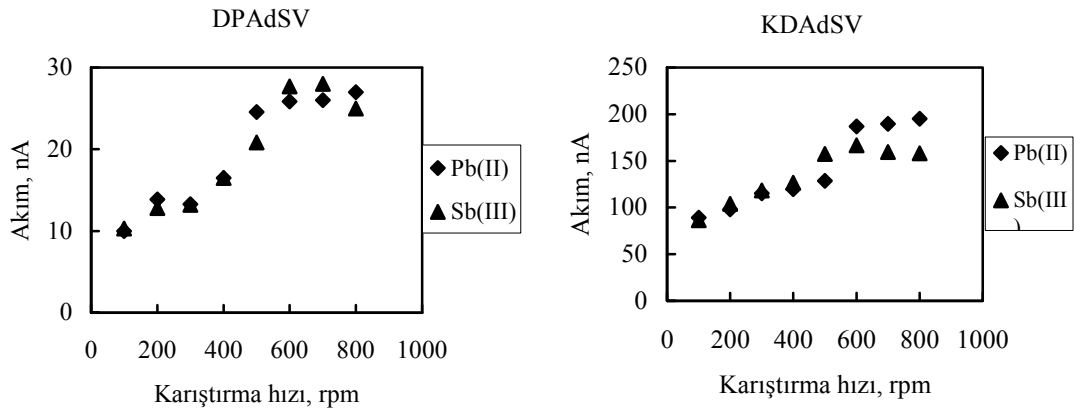 DPAdSV
30
20
10
0
0 200 400 600 800 1000
Akım, nA
Karıştırma hızı, rpm
Pb(II)
Sb(III)
KDAdSV
250
200
150
100
50
0
0 200 400 600 800 1000
Akım, nA
Karıştırma hızı, rpm
Pb(II)
Sb(III
)